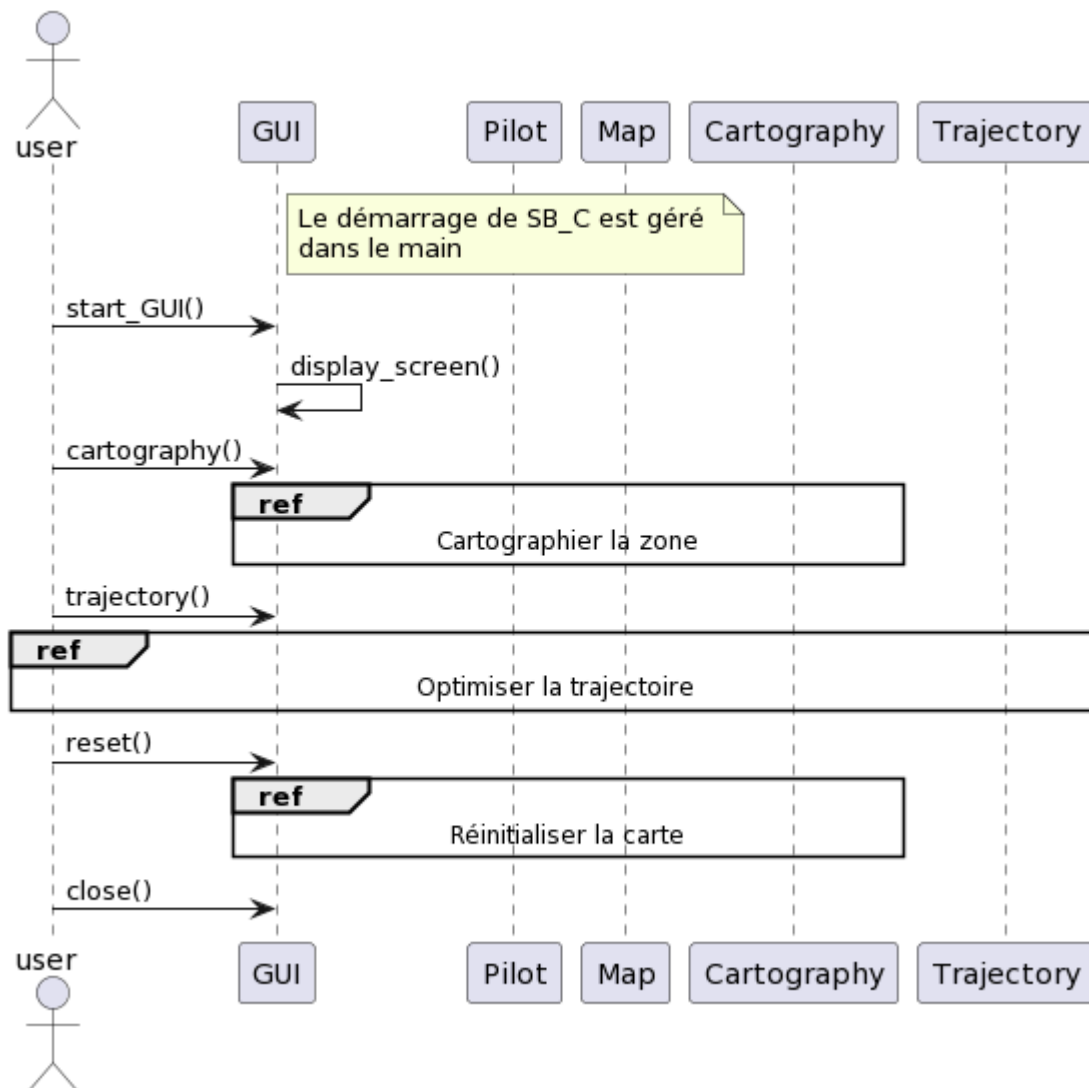 user
GUI
Pilot
Map
Cartography
Trajectory
Le démarrage de SB_C est géré
dans le main
start_GUI()
display_screen()
cartography()
ref
Cartographier la zone
trajectory()
ref
Optimiser la trajectoire
reset()
ref
Réinitialiser la carte
close()
user
GUI
Pilot
Map
Cartography
Trajectory